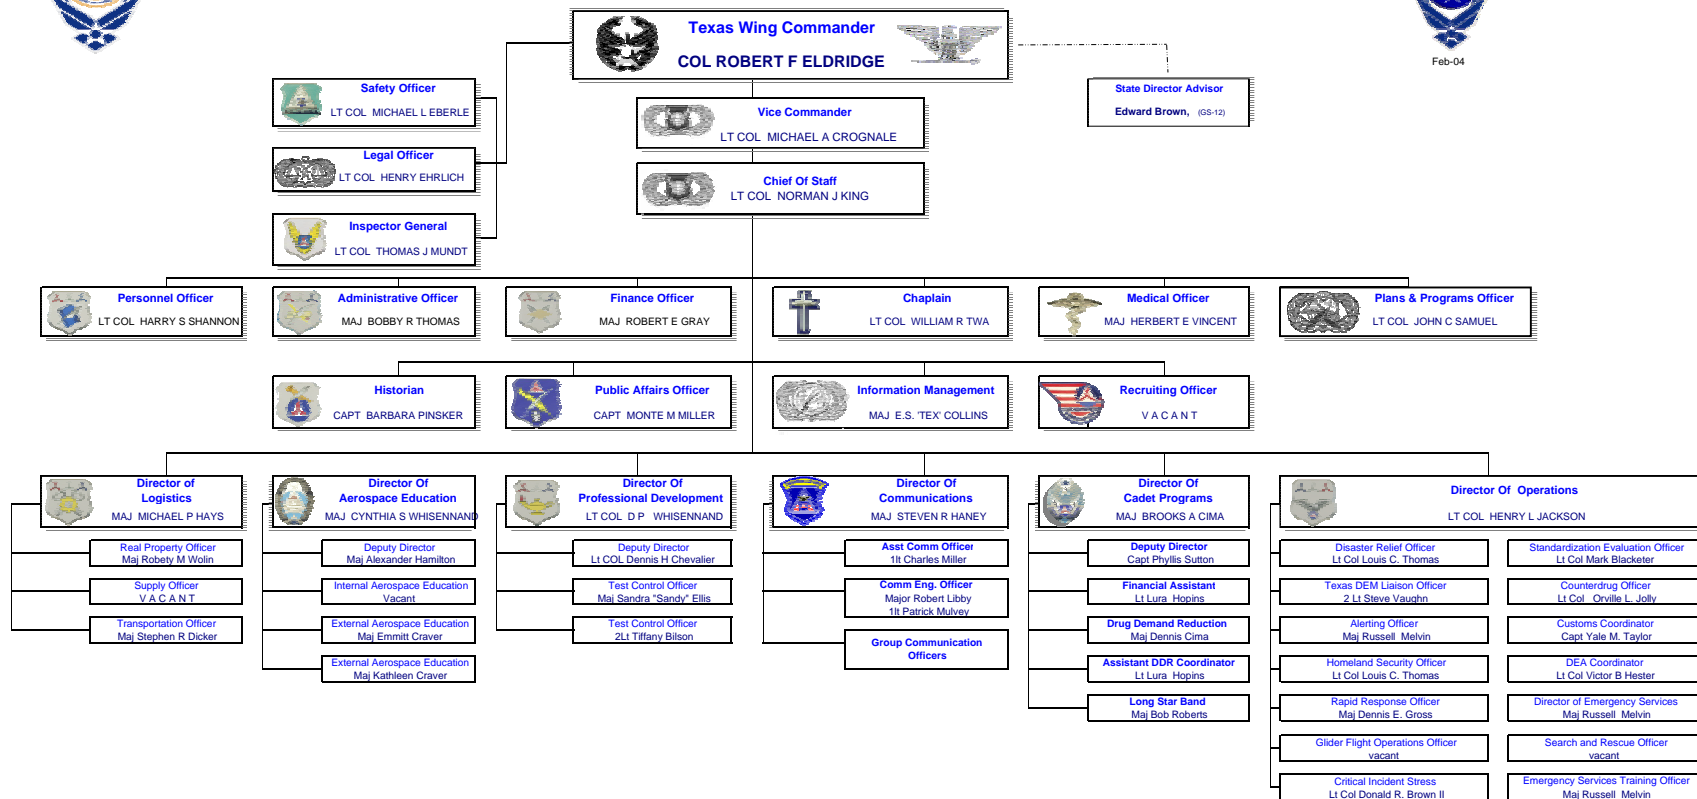 Texas Wing Commander
COL ROBERT F ELDRIDGE
Feb-04
Safety Officer
LT COL MICHAEL L EBERLE
State Director Advisor
Edward Brown, (GS-12)
Vice Commander
LT COL MICHAEL A CROGNALE
Legal Officer
LT COL HENRY EHRLICH
Chief Of Staff
LT COL NORMAN J KING
Inspector General
LT COL THOMAS J MUNDT
Personnel Officer
LT COL HARRY S SHANNON
Administrative Officer
MAJ BOBBY R THOMAS
Finance Officer
MAJ ROBERT E GRAY
Chaplain
LT COL WILLIAM R TWA
Medical Officer
MAJ HERBERT E VINCENT
Plans & Programs Officer
LT COL JOHN C SAMUEL
Historian
CAPT BARBARA PINSKER
Public Affairs Officer
CAPT MONTE M MILLER
Information Management
MAJ E.S. 'TEX' COLLINS
Recruiting Officer
V A C A N T
Director of
Logistics
MAJ MICHAEL P HAYS
Real Property Officer
Maj Robety M Wolin
Supply Officer
V A C A N T
Transportation Officer
Maj Stephen R Dicker
Director Of
Aerospace Education
MAJ CYNTHIA S WHISENNAND
Deputy Director
Maj Alexander Hamilton
Internal Aerospace Education
Vacant
External Aerospace Education
Maj Emmitt Craver
External Aerospace Education
Maj Kathleen Craver
Director Of
Professional Development
LT COL D P WHISENNAND
Deputy Director
Lt COL Dennis H Chevalier
Test Control Officer
Maj Sandra "Sandy" Ellis
Test Control Officer
2Lt Tiffany Bilson
Director Of
Communications
MAJ STEVEN R HANEY
Asst Comm Officer
1lt Charles Miller
Comm Eng. Officer
Major Robert Libby
1lt Patrick Mulvey
Group Communication
Officers
Director Of
Cadet Programs
MAJ BROOKS A CIMA
Deputy Director
Capt Phyllis Sutton
Financial Assistant
Lt Lura Hopins
Drug Demand Reduction
Maj Dennis Cima
Assistant DDR Coordinator
Lt Lura Hopins
Long Star Band
Maj Bob Roberts
Director Of Operations
LT COL HENRY L JACKSON
Disaster Relief Officer
Lt Col Louis C. Thomas
Texas DEM Liaison Officer
2 Lt Steve Vaughn
Alerting Officer
Maj Russell Melvin
Homeland Security Officer
Lt Col Louis C. Thomas
Rapid Response Officer
Maj Dennis E. Gross
Glider Flight Operations Officer
vacant
Critical Incident Stress
Lt Col Donald R. Brown II
Standardization Evaluation Officer
Lt Col Mark Blacketer
Counterdrug Officer
Lt Col Orville L. Jolly
Customs Coordinator
Capt Yale M. Taylor
DEA Coordinator
Lt Col Victor B Hester
Director of Emergency Services
Maj Russell Melvin
Search and Rescue Officer
vacant
Emergency Services Training Officer
Maj Russell Melvin